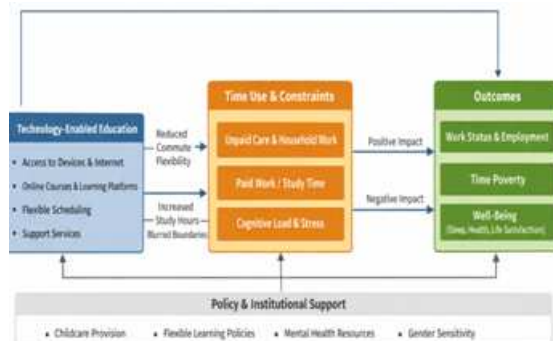 Technology-Enabled Education
• Access to Devices & Internet
• Online Courses & Learning Platforms
• Flexible Scheduling
• Support Services
Reduced
Commute
Flexibility
Increased
Study Hours
Blurred Boundaries
Time Use & Constraints
Unpaid Care & Household Work
Paid Work / Study Time
Cognitive Load & Stress
Positive Impact
Negative Impact
Outcomes
Work Status & Employment
Time Poverty
Well-Being
(Sleep, Health, Life Satisfaction)
Policy & Institutional Support
• Childcare Provision • Flexible Learning Policies • Mental Health Resources • Gender Sensitivity